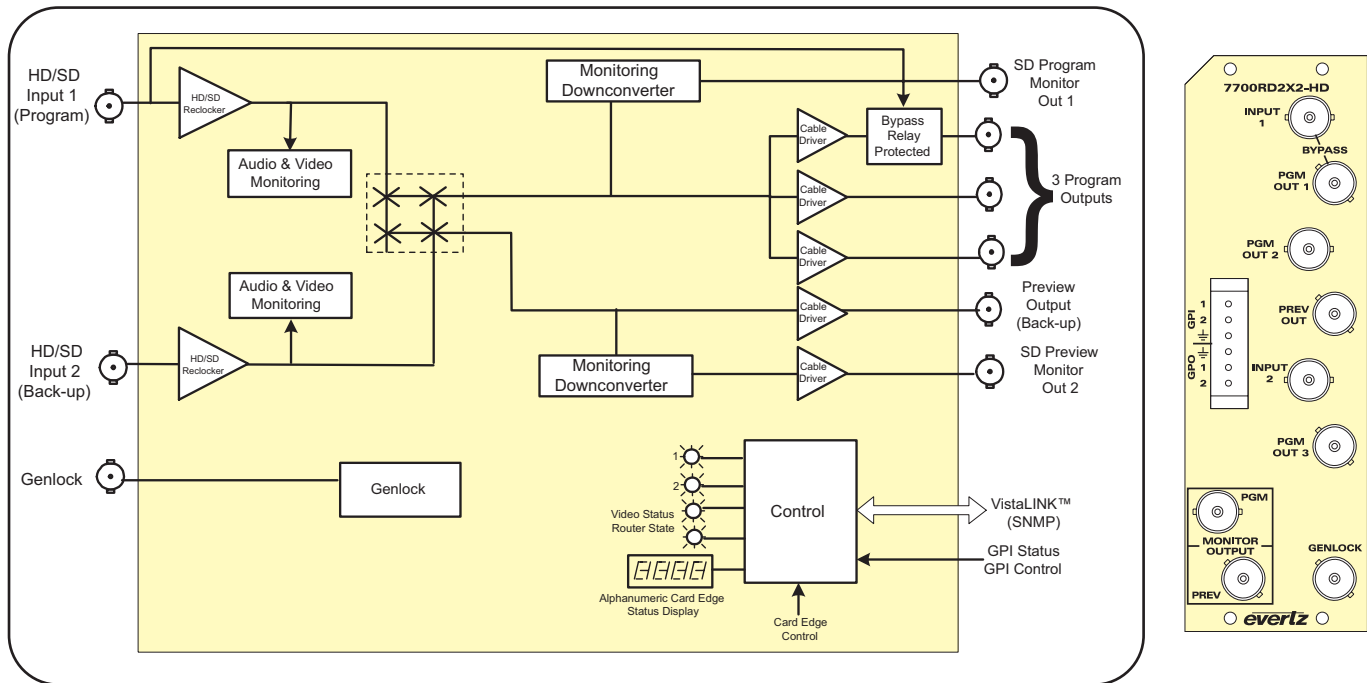 HD/SD
Input 1
(Program)
HD/SD
Reclocker
Audio & Video
Monitoring
Monitoring
Downconverter
SD Program
Monitor
Out 1
Cable
Driver
Bypass
Relay
Protected
Cable
Driver
3 Program
Outputs
Cable
Driver
Audio & Video
Monitoring
Cable
Driver
Preview
Output
(Back-up)
HD/SD
Input 2
(Back-up)
HD/SD
Reclocker
Monitoring
Downconverter
Cable
Driver
SD Preview
Monitor
Out 2
Genlock
Genlock
1
2
Video Status
Router State
Alphanumeric Card Edge
Status Display
Control
Card Edge
Control
VistaLINK™
(SNMP)
GPI Status
GPI Control
7700RD2X2-HD
INPUT
1
BYPASS
PGM
OUT 1
PGM
OUT 2
GPI
1
2
GPO
1
2
PREV
OUT
INPUT
2
PGM
OUT 3
PGM
MONITOR
OUTPUT
PREV
GENLOCK
evertz